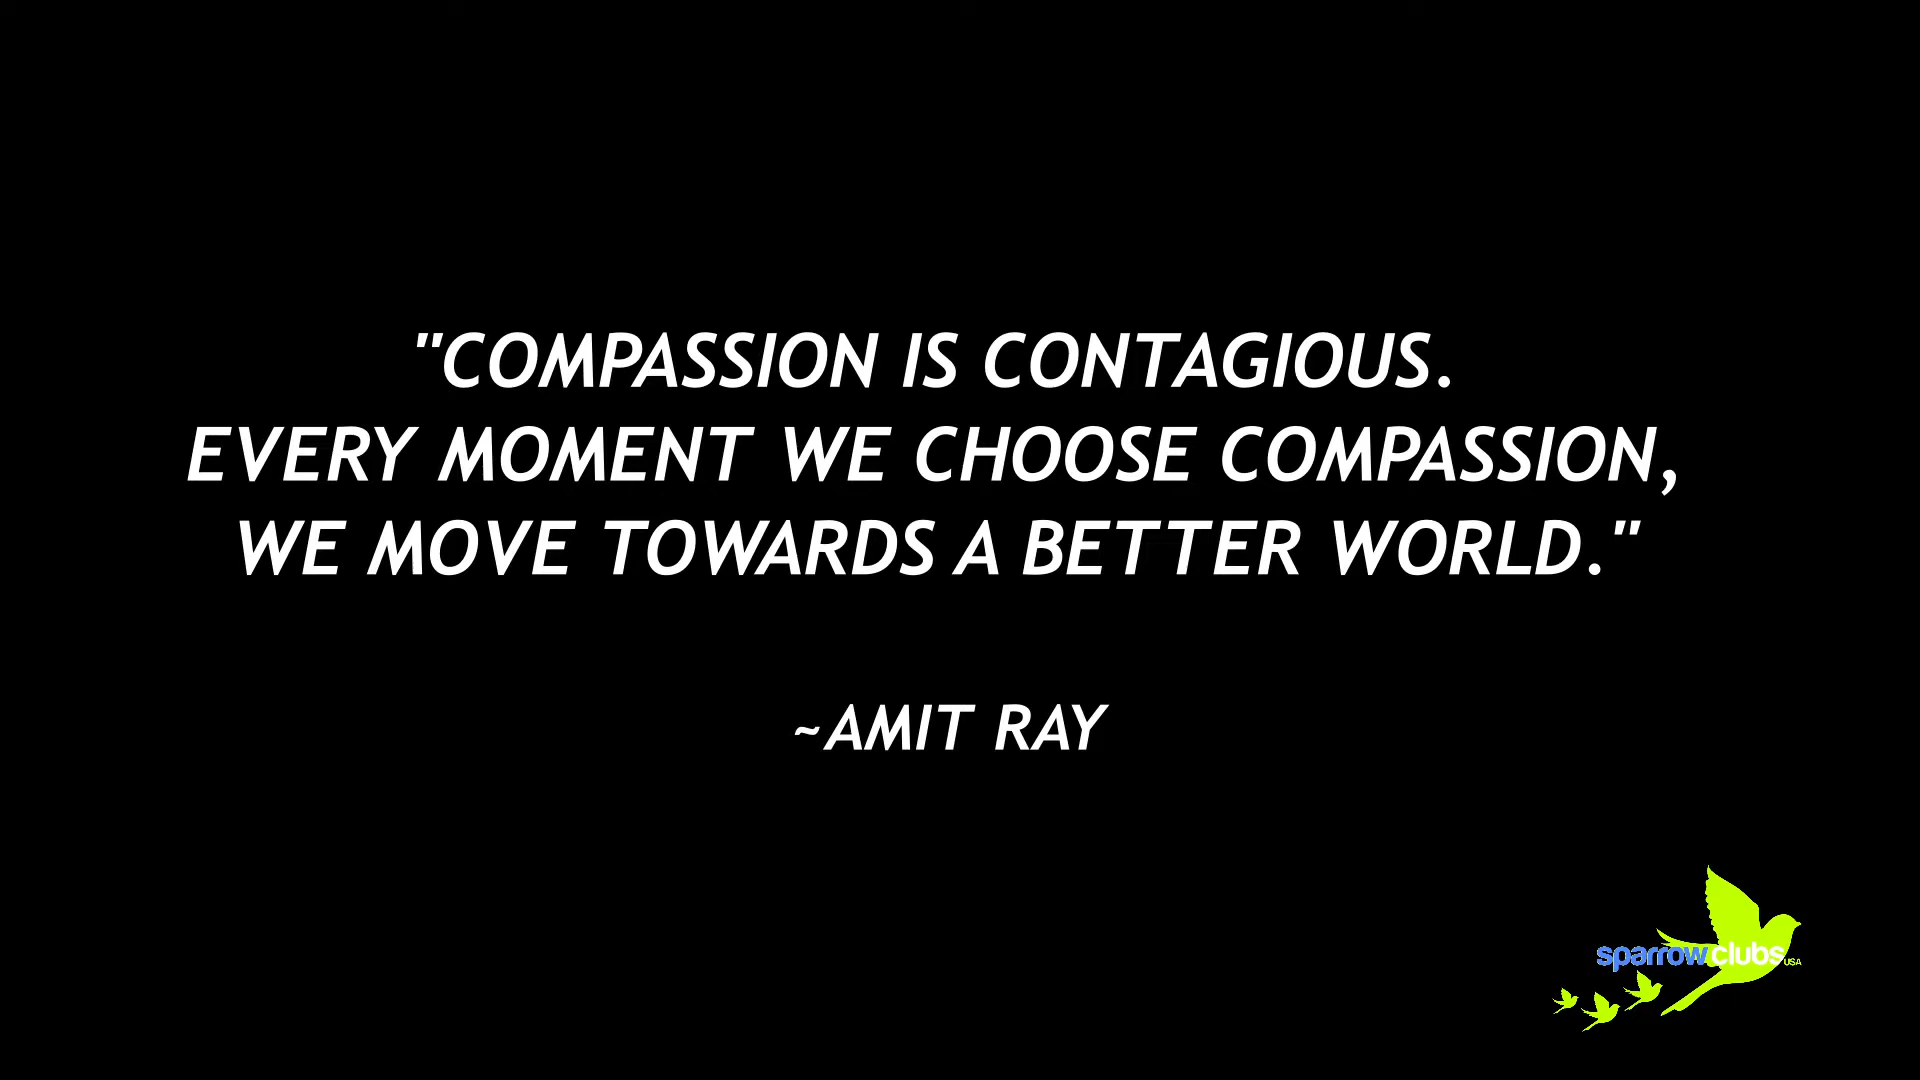 "COMPASSION IS CONTAGIOUS.
EVERY MOMENT WE CHOOSE COMPASSION,
WE MOVE TOWARDS A BETTER WORLD."
~AMIT RAY
sparrowclubs USA